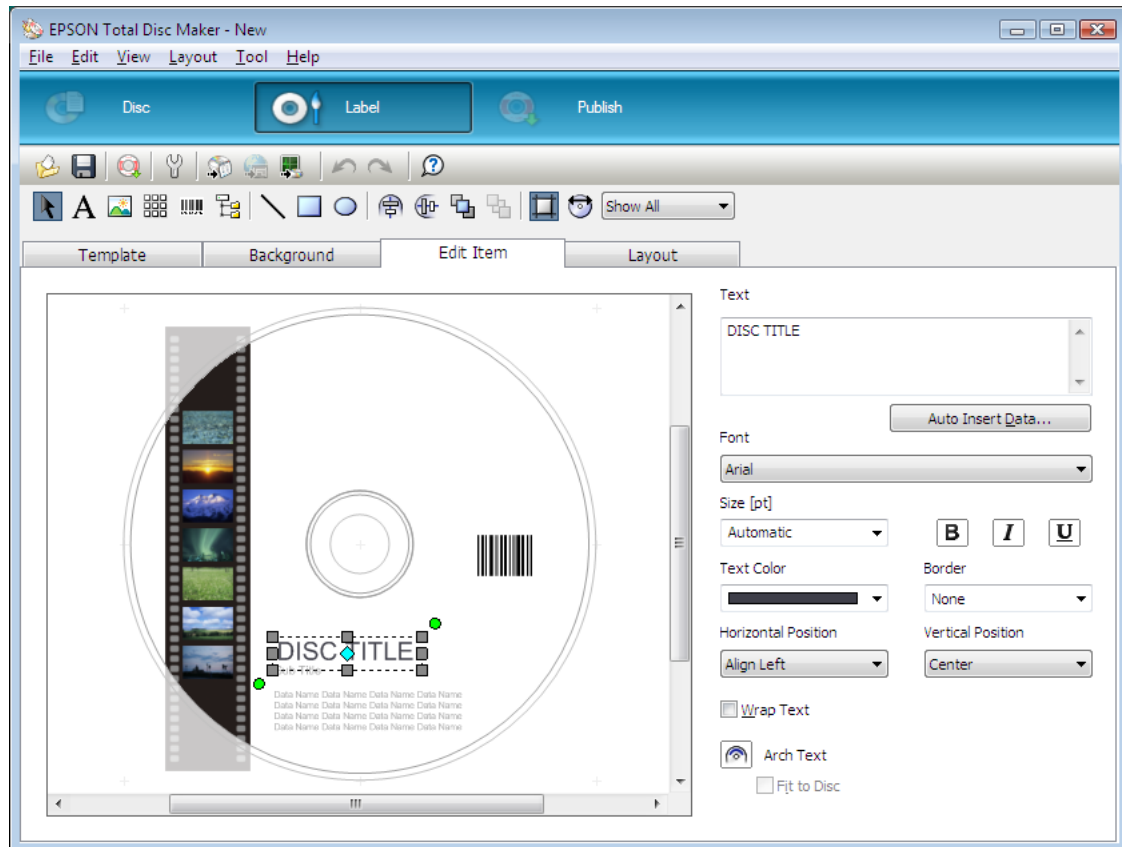 EPSON Total Disc Maker - New
File Edit View Layout Tool Help
Disc Label Publish
Show All
Template Background Edit Item Layout
Text
DISC TITLE
Auto Insert Data...
Font
Arial
Size [pt]
Automatic B I U
Text Color Border
None
Horizontal Position Vertical Position
Align Left Center
Wrap Text
Arch Text
Fit to Disc
DISC TITLE
Sub Title
Data Name Data Name Data Name Data Name
Data Name Data Name Data Name Data Name
Data Name Data Name Data Name Data Name
Data Name Data Name Data Name Data Name